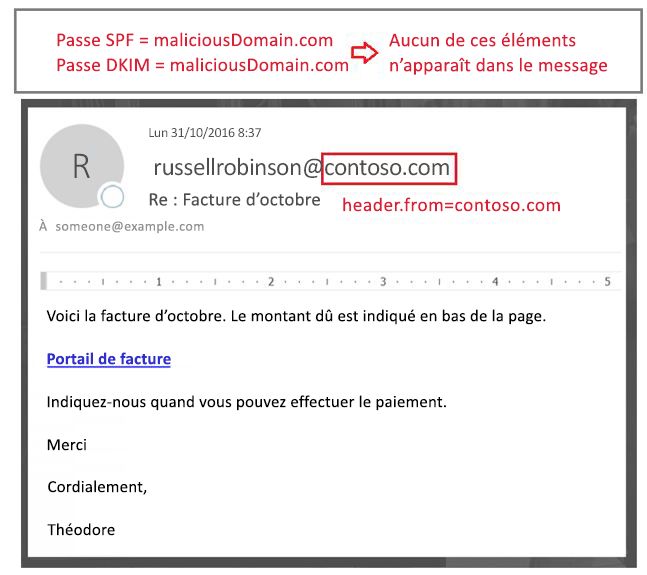 Passe SPF = maliciousDomain.com
Passe DKIM = maliciousDomain.com
Aucun de ces éléments
n’apparaît dans le message
Lun 31/10/2016 8:37
R
russellrobinson@contoso.com
Re : Facture d’octobre
header.from=contoso.com
À someone@example.com
1 2 3 4 5
Voici la facture d’octobre. Le montant dû est indiqué en bas de la page.
Portail de facture
Indiquez-nous quand vous pouvez effectuer le paiement.
Merci
Cordialement,
Théodore